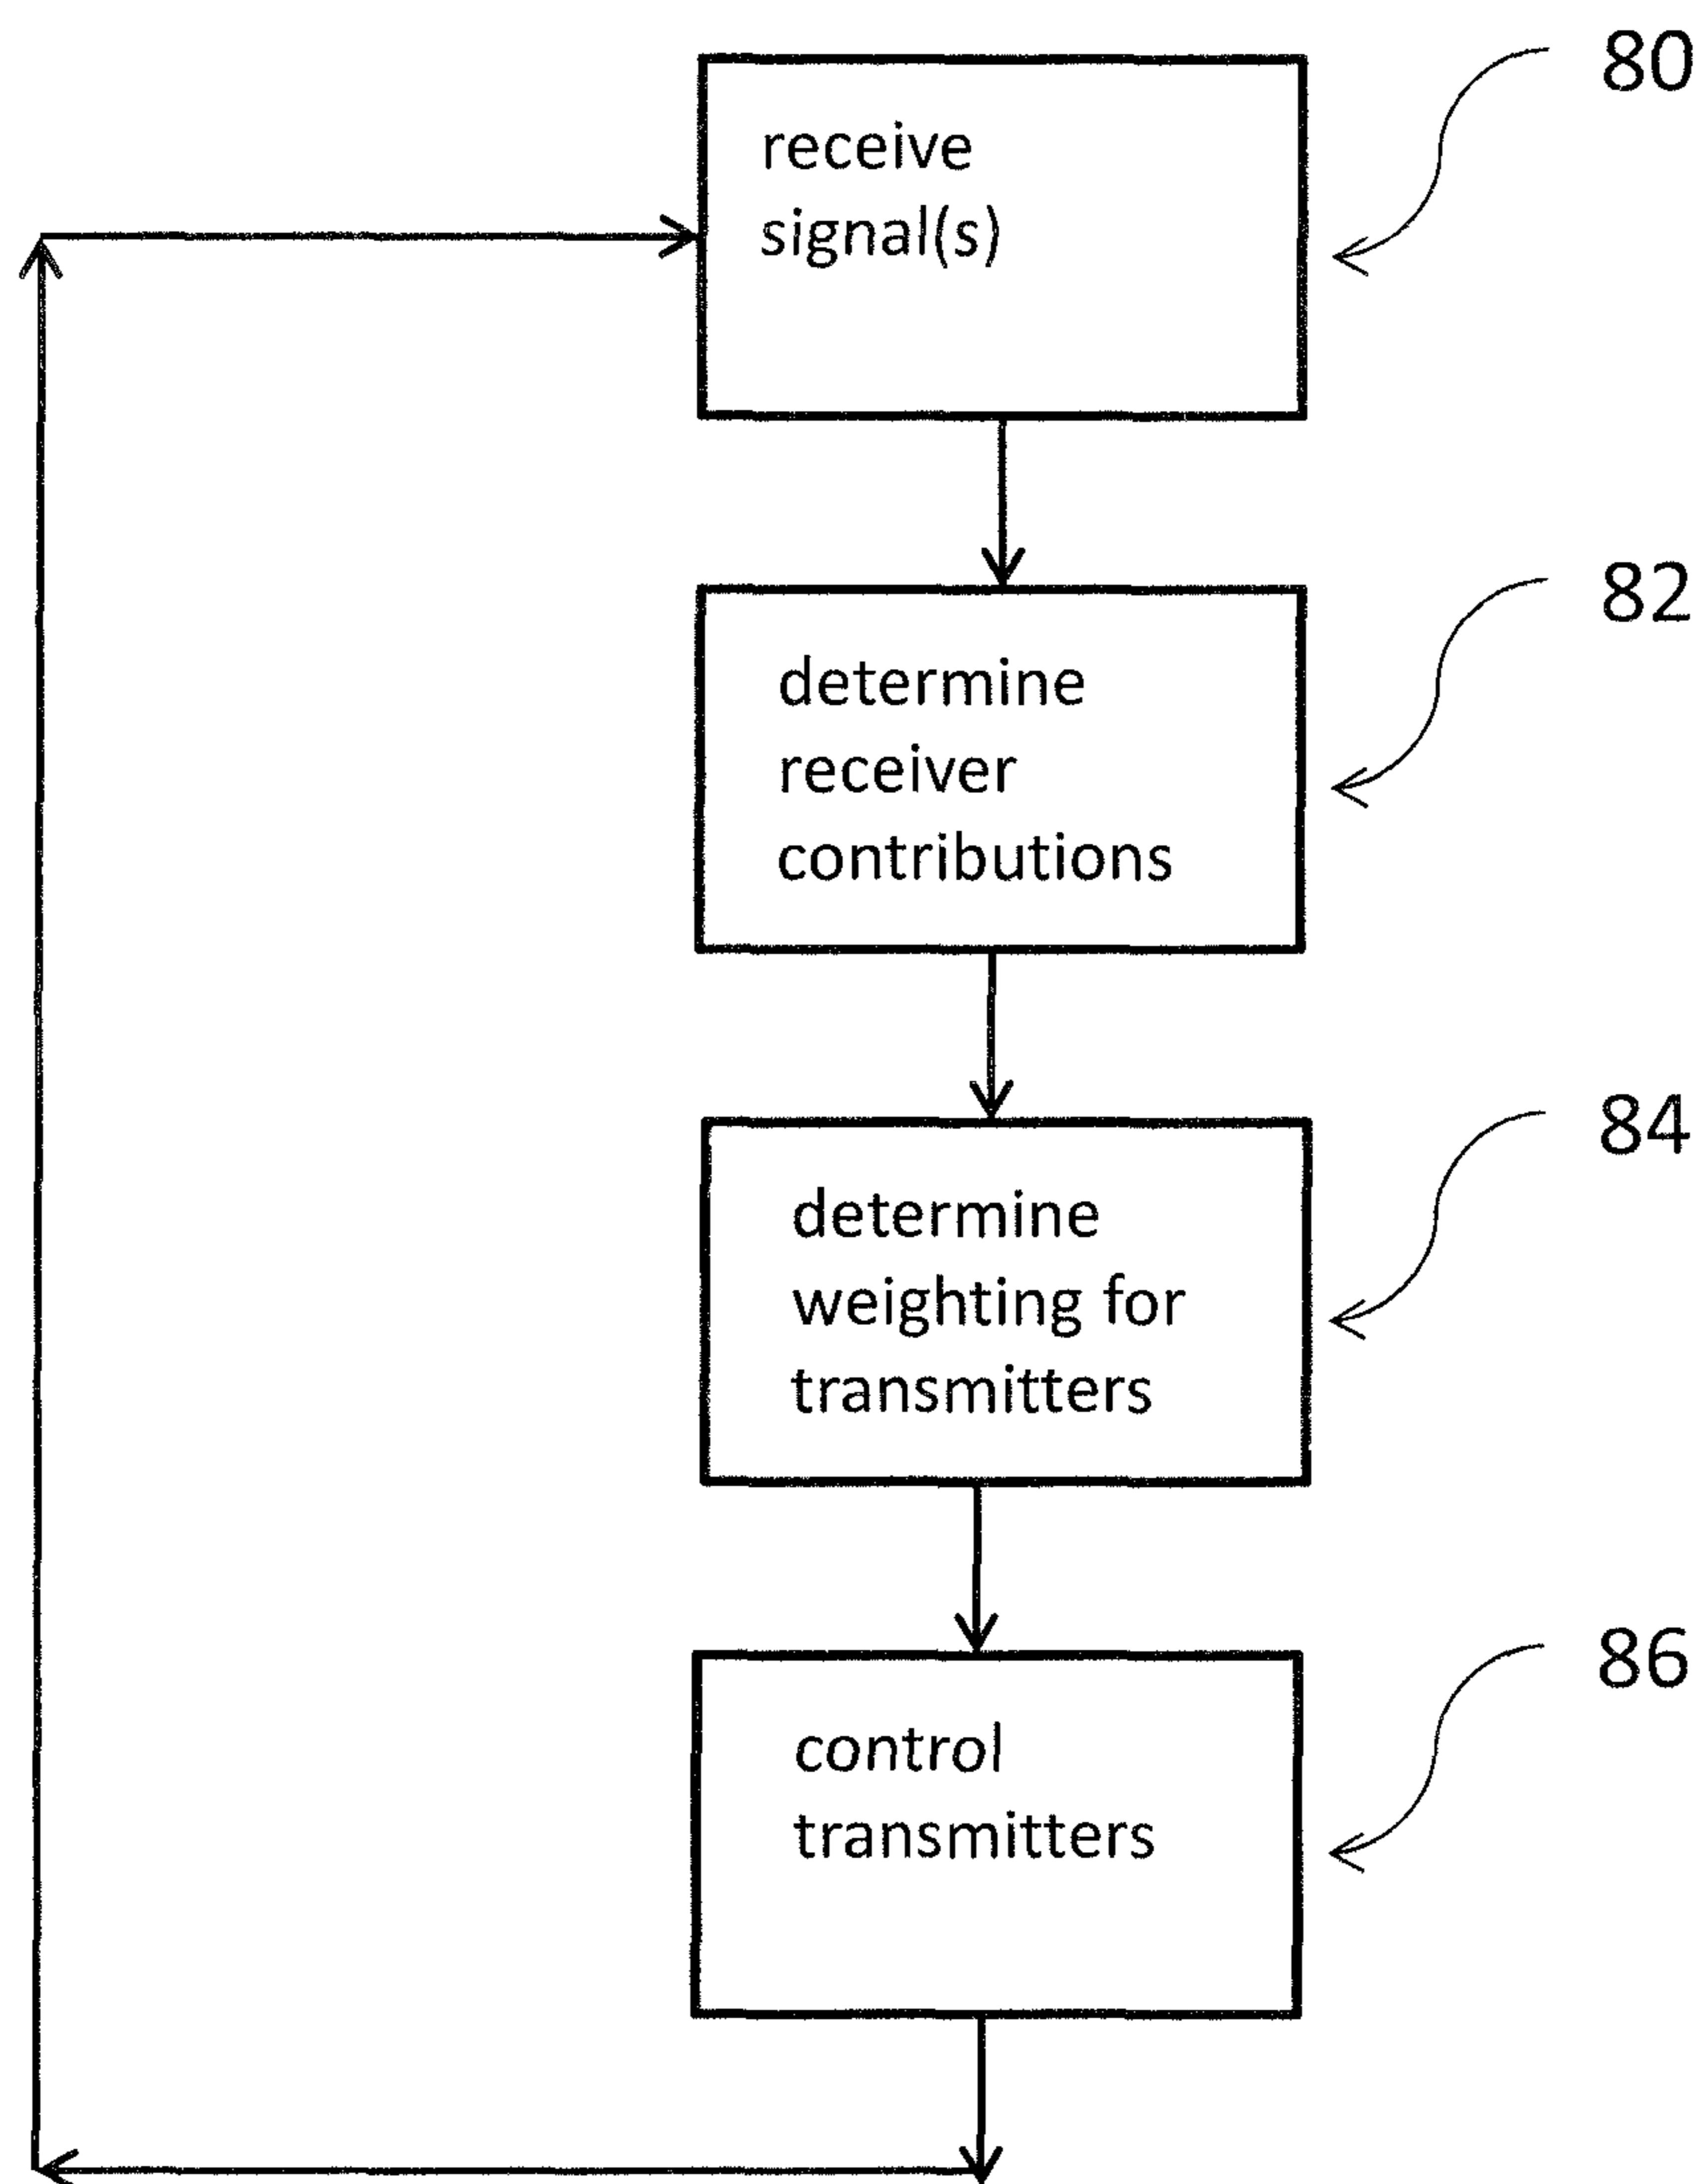 80
receive
signal(s)
82
determine
receiver
contributions
84
determine
weighting for
transmitters
86
control
transmitters